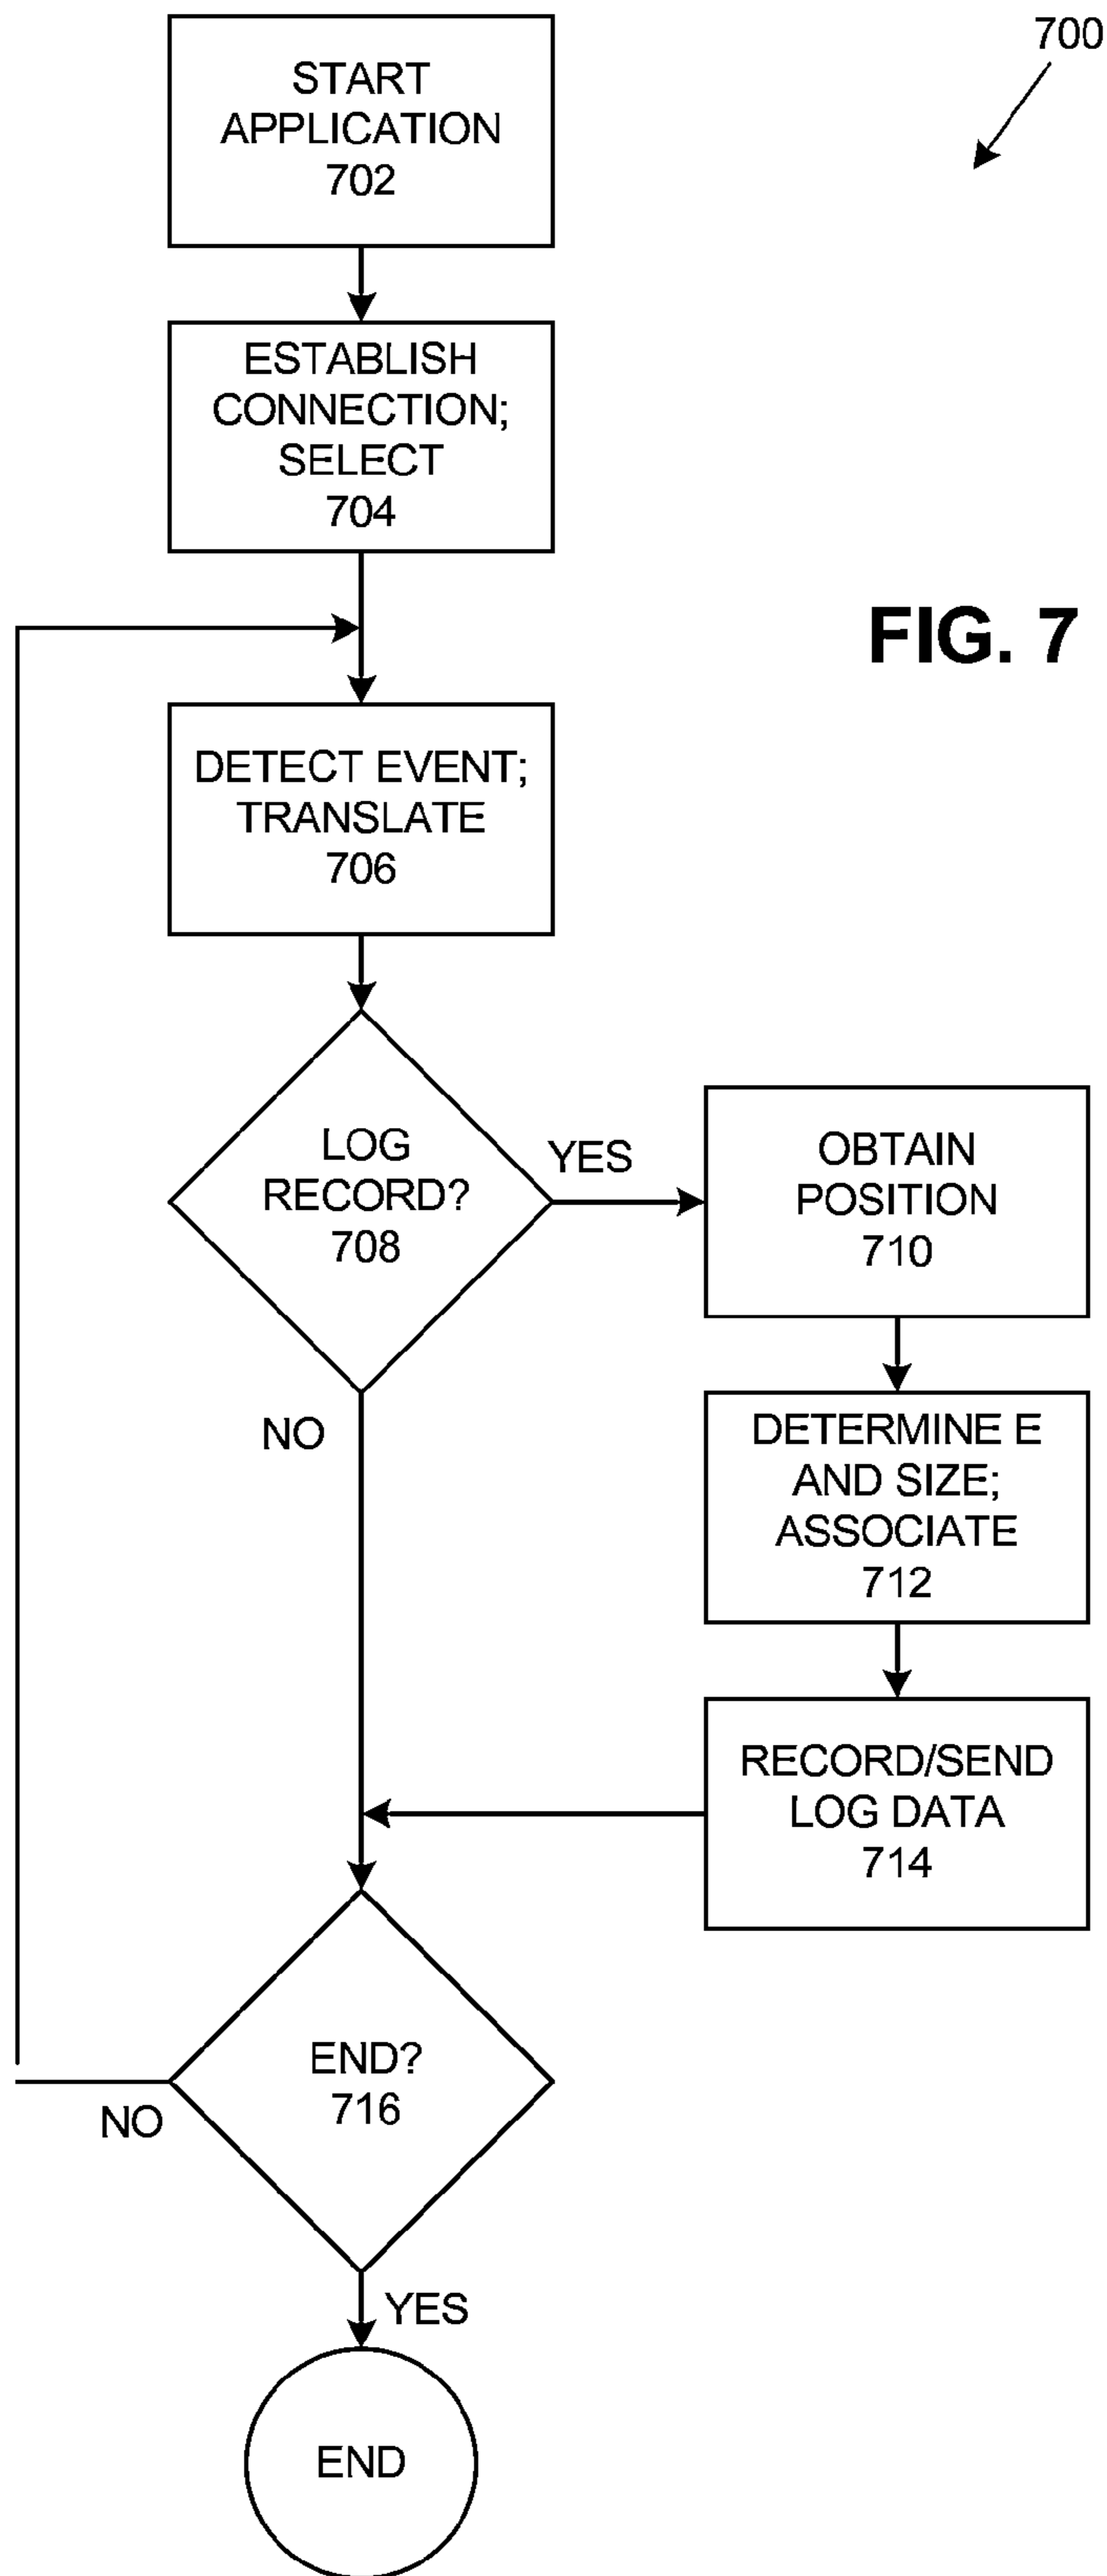 700
START
APPLICATION
702
ESTABLISH
CONNECTION;
SELECT
704
FIG. 7
DETECT EVENT;
TRANSLATE
706
LOG
RECORD?
708
YES
NO
OBTAIN
POSITION
710
DETERMINE E
AND SIZE;
ASSOCIATE
712
RECORD/SEND
LOG DATA
714
END?
716
NO
YES
END